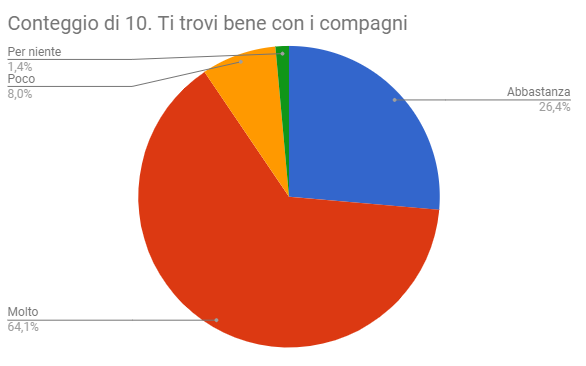 Conteggio di 10. Ti trovi bene con i compagni
Per niente
1,4%
Poco
8,0%
Abbastanza
26,4%
Molto
64,1%